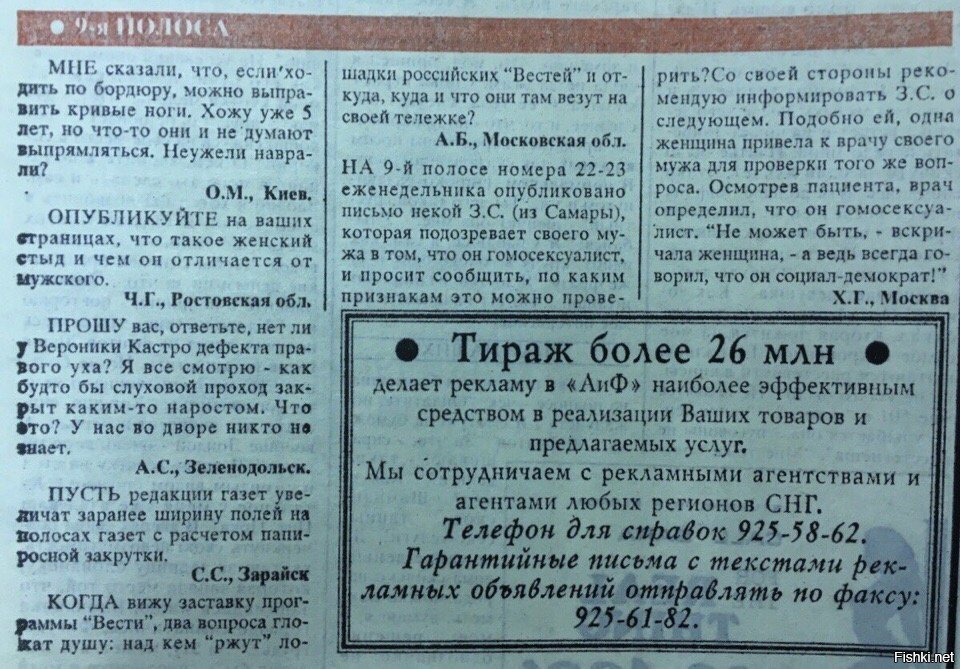 • 9-я ПОЛОСА
МНЕ сказали, что, если хо-
дить по бордюру, можно выпра-
вить кривые ноги. Хожу уже 5
лет, но что-то они и не думают
выпрямляться. Неужели навра-
ли?
О.М., Киев.
ОПУБЛИКУЙТЕ на ваших
страницах, что такое женский
стыд и чем он отличается от
мужского.
Ч.Г., Ростовская обл.
ПРОШУ вас, ответьте, нет ли
у Вероники Кастро дефекта пра-
вого уха? Я все смотрю - как
будто бы слуховой проход зак-
рыт каким-то наростом. Что
это? У нас во дворе никто не
знает.
А.С., Зеленодольск.
ПУСТЬ редакции газет уве-
личат заранее ширину полей на
полосах газет с расчетом папи-
росной закрутки.
С.С., Зарайск
КОГДА вижу заставку прог-
раммы "Вести", два вопроса гло-
жат душу: над кем "ржут" ло-
шадки российских "Вестей" и от-
куда, куда и что они там везут на
своей тележке?
А.Б., Московская обл.
НА 9-й полосе номера 22-23
еженедельника опубликовано
письмо некой З.С. (из Самары),
которая подозревает своего му-
жа в том, что он гомосексуалист,
и просит сообщить, по каким
признакам это можно прове-
рить?Со своей стороны реко-
мендую информировать З.С. о
следующем. Подобно ей, одна
женщина привела к врачу своего
мужа для проверки того же воп-
роса. Осмотрев пациента, врач
определил, что он гомосексуа-
лист. "Не может быть, - вскри-
чала женщина, - а ведь всегда го-
ворил, что он социал-демократ!"
Х.Г., Москва
• Тираж более 26 млн •
делает рекламу в «АиФ» наиболее эффективным
средством в реализации Ваших товаров и
предлагаемых услуг.
Мы сотрудничаем с рекламными агентствами и
агентами любых регионов СНГ.
Телефон для справок 925-58-62.
Гарантийные письма с текстами рек-
ламных объявлений отправлять по факсу:
925-61-82.
Fishki.net